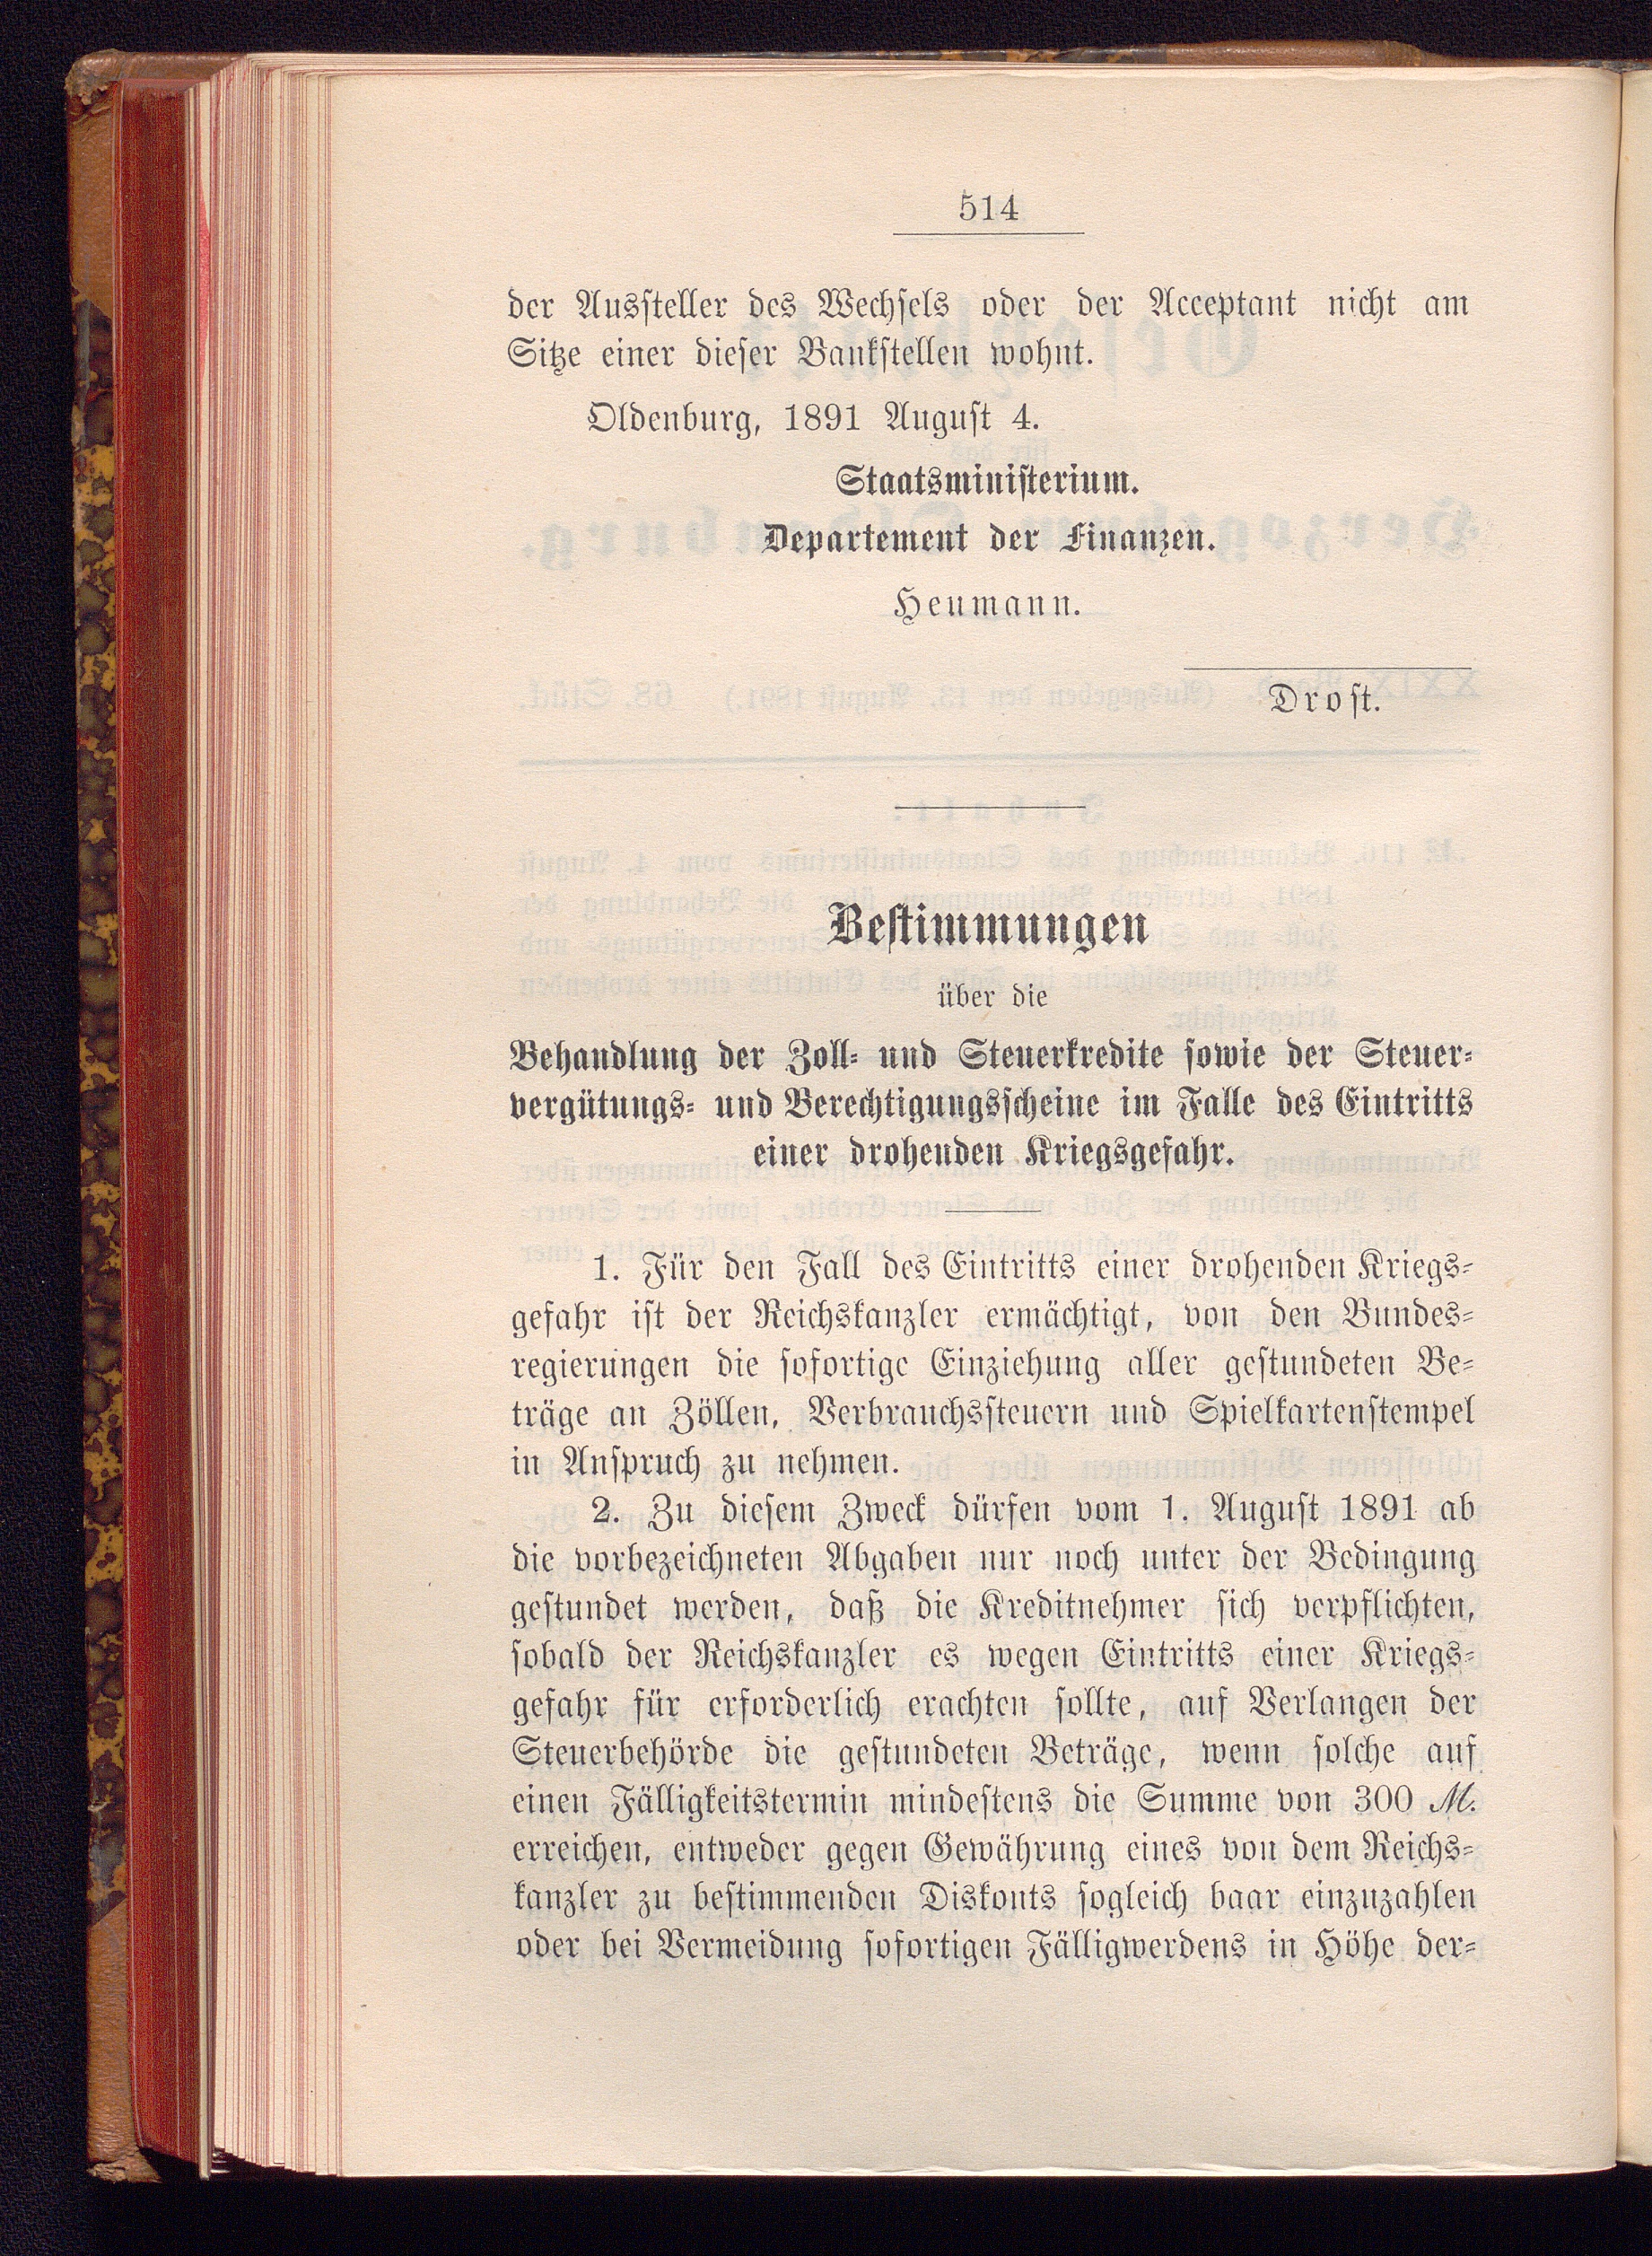 514
der Aussteller des Wechsels oder der Acceptant nicht am
Sitze einer dieser Bankstellen wohnt.
Oldenburg, 1891 August 4.
Staatsministerium.
Departement der Finanzen.
Heumann.
Drost.
Bestimmungen
über die
Behandlung der Zoll- und Steuerkredite sowie der Steuer-
vergütungs- und Berechtigungsscheine im Falle des Eintritts
einer drohenden Kriegsgefahr.
1. Für den Fall des Eintritts einer drohenden Kriegs-
gefahr ist der Reichskanzler ermächtigt, von den Bundes-
regierungen die sofortige Einziehung aller gestundeten Be-
träge an Zöllen, Verbrauchssteuern und Spielkartenstempel
in Anspruch zu nehmen.
2. Zu diesem Zweck dürfen vom 1. August 1891 ab
die vorbezeichneten Abgaben nur noch unter der Bedingung
gestundet werden, daß die Kreditnehmer sich verpflichten,
sobald der Reichskanzler es wegen Eintritts einer Kriegs-
gefahr für erforderlich erachten sollte, auf Verlangen der
Steuerbehörde die gestundeten Beträge, wenn solche auf
einen Fälligkeitstermin mindestens die Summe von 300 M.
erreichen, entweder gegen Gewährung eines von dem Reichs-
kanzler zu bestimmenden Diskonts sogleich baar einzuzahlen
oder bei Vermeidung sofortigen Fälligwerdens in Höhe der-